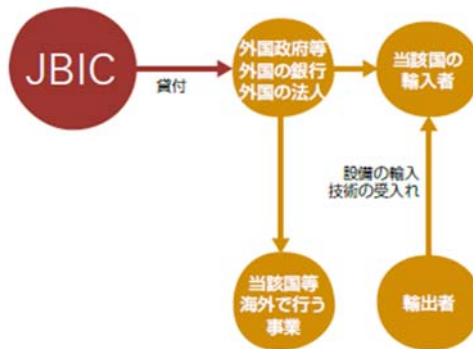 JBIC
貸付
外国政府等
外国の銀行
外国の法人
当該国の
輸入者
設備の輸入
技術の受入れ
当該国等
海外で行う
事業
輸出者